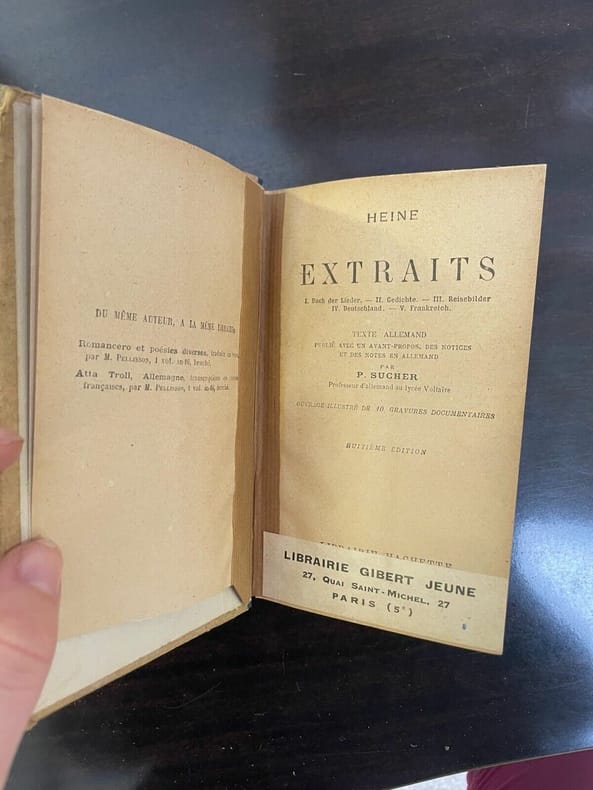 DU MÊME AUTEUR, A LA MÊME
Romancero et poésies diverses, traduit en
par M. PELLISSON, 1 vol. in-16, broché.
Atta Troll, Allemagne,
françaises, par M. PELLISSON, 1 vol. in-16, broché.
HEINE
EXTRAITS
I. Buch der Lieder. — II. Gedichte. — III. Reisebilder
IV. Deutschland. — V. Frankreich.
TEXTE ALLEMAND
PUBLIÉ AVEC UN AVANT-PROPOS, DES NOTICES
ET DES NOTES EN ALLEMAND
PAR
P. SUCHER
Professeur d'allemand au lycée Voltaire
OUVRAGE ILLUSTRÉ DE 10 GRAVURES DOCUMENTAIRES
HUITIÈME ÉDITION
LIBRAIRIE HACHETTE
LIBRAIRIE GIBERT JEUNE
27, QUAI SAINT-MICHEL, 27
PARIS (5e)